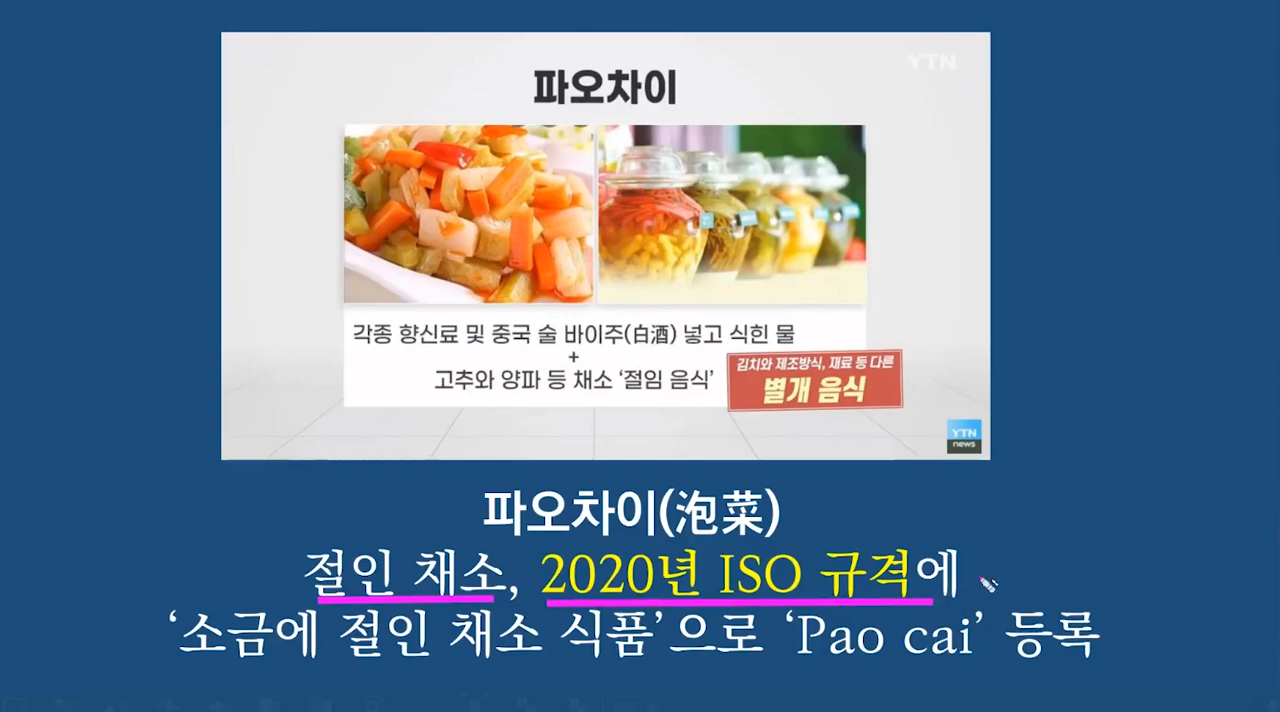 YTN
파오차이
각종 향신료 및 중국 술 바이주(白酒) 넣고 식힌 물
+
고추와 양파 등 채소 '절임 음식'
김치와 제조방식, 재료 등 다른
별개 음식
YTN
news
파오차이(泡菜)
절인 채소, 2020년 ISO 규격에
‘소금에 절인 채소 식품’으로 ‘Pao cai’ 등록